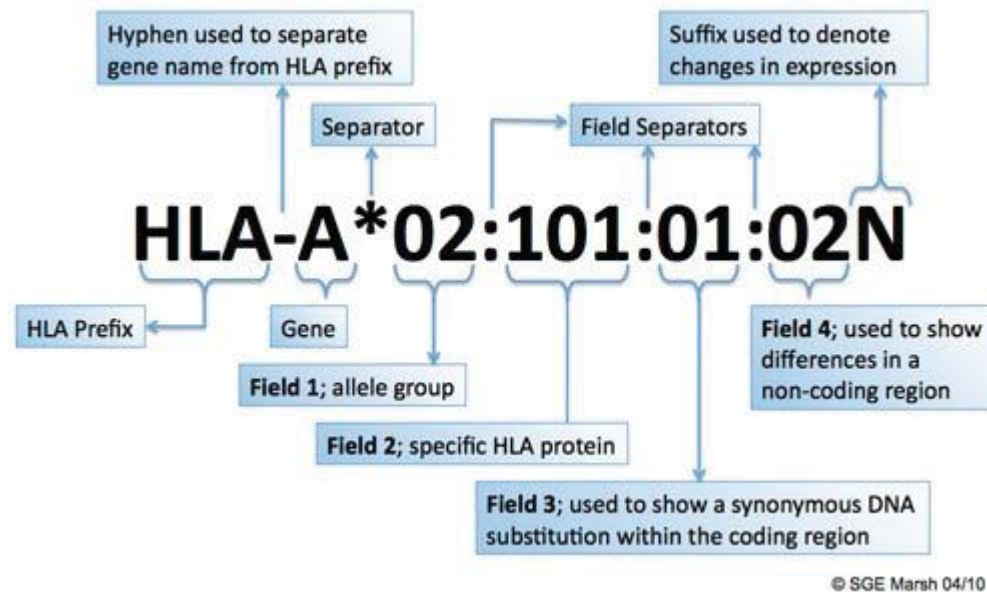 Hyphen used to separate
gene name from HLA prefix
Suffix used to denote
changes in expression
Separator
Field Separators
HLA-A*02:101:01:02N
HLA Prefix
Gene
Field 4; used to show
differences in a
non-coding region
Field 1; allele group
Field 2; specific HLA protein
Field 3; used to show a synonymous DNA
substitution within the coding region
© SGE Marsh 04/10